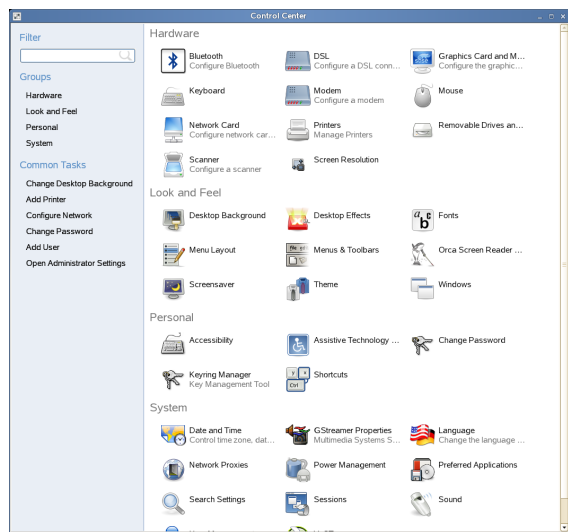 Control Center
Filter
Groups
Hardware
Look and Feel
Personal
System
Common Tasks
Change Desktop Background
Add Printer
Configure Network
Change Password
Add User
Open Administrator Settings
Hardware
Bluetooth
Configure Bluetooth
DSL
Configure a DSL conn...
Graphics Card and M...
Configure the graphic...
Keyboard
Modem
Configure a modem
Mouse
Network Card
Configure network car...
Printers
Manage Printers
Removable Drives an...
Scanner
Configure a scanner
Screen Resolution
Look and Feel
Desktop Background
Desktop Effects
Fonts
Menu Layout
Menus & Toolbars
Orca Screen Reader ...
Screensaver
Theme
Windows
Personal
Accessibility
Assistive Technology ...
Change Password
Keyring Manager
Key Management Tool
Ctrl
Shortcuts
System
Date and Time
Control time zone, dat...
GStreamer Properties
Multimedia Systems S...
Language
Change the language ...
Network Proxies
Power Management
Preferred Applications
Search Settings
Sessions
Sound